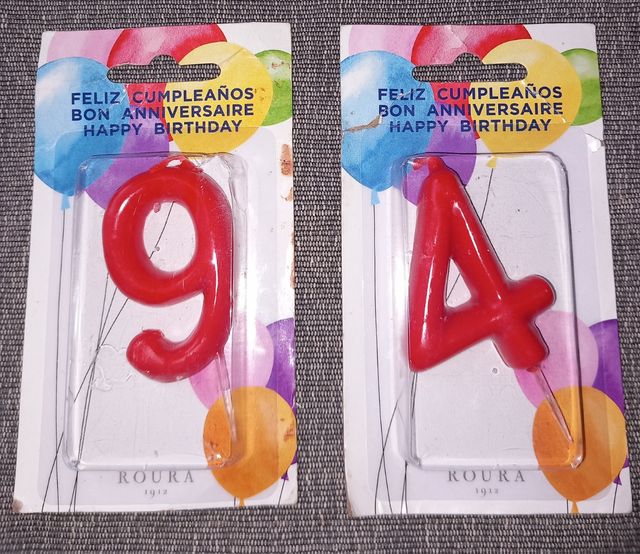 FELIZ CUMPLEAÑOS
BON ANNIVERSAIRE
HAPPY BIRTHDAY
9
ROURA
1912
FELIZ CUMPLEAÑOS
BON ANNIVERSAIRE
HAPPY BIRTHDAY
4
ROURA
1912